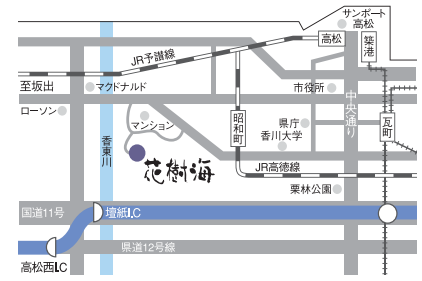 サンポート
高松
JR予讃線
高松
築港
至坂出
マクドナルド
市役所
中央通り
ローソン
マンション
昭和町
県庁
香川大学
瓦町
香東川
花樹海
JR高徳線
栗林公園
国道11号
壇紙I.C
県道12号線
高松西I.C